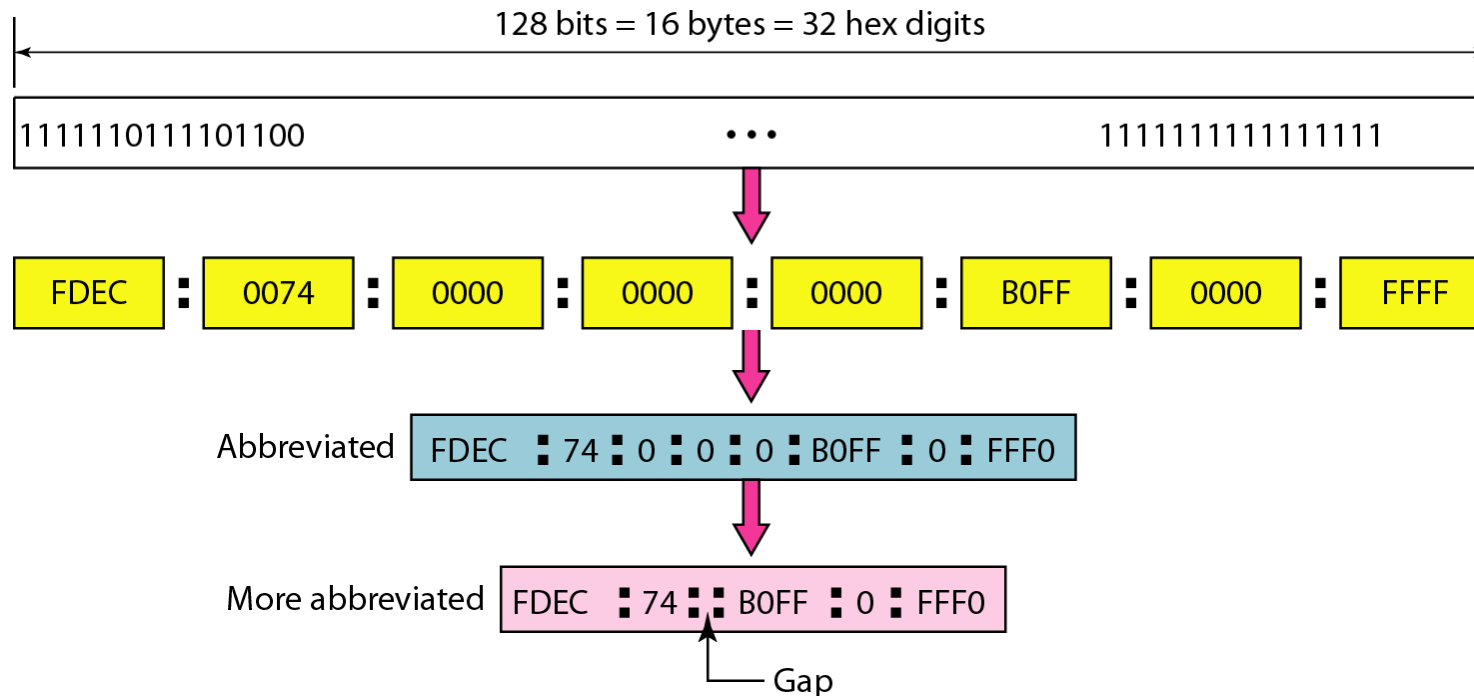 128 bits = 16 bytes = 32 hex digits
1111110111101100 ••• 1111111111111111
FDEC : 0074 : 0000 : 0000 : 0000 : B0FF : 0000 : FFFF
Abbreviated FDEC : 74 : 0 : 0 : 0 : B0FF : 0 : FFF0
More abbreviated FDEC : 74 : : B0FF : 0 : FFF0
Gap